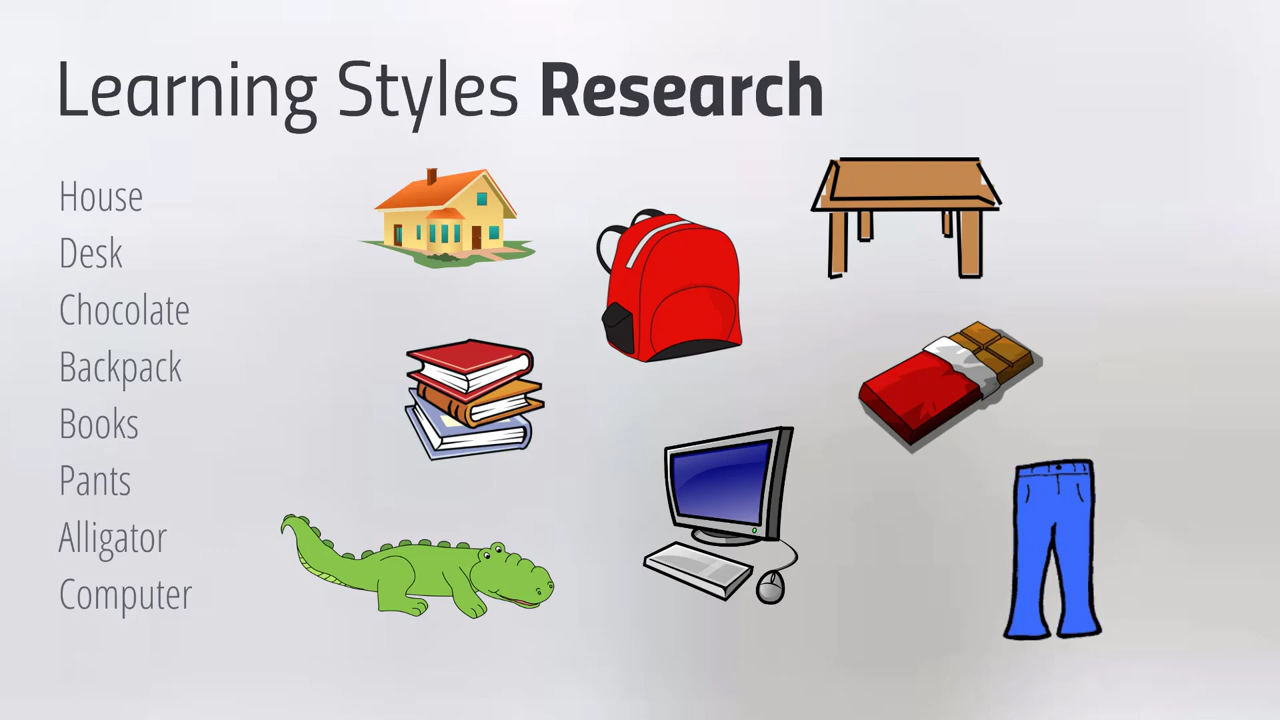 Learning Styles Research
House
Desk
Chocolate
Backpack
Books
Pants
Alligator
Computer